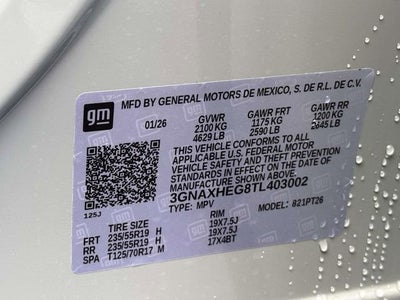 gm
MFD BY GENERAL MOTORS DE MEXICO, S. DE R.L. DE C.V.
01/26 GVWR GAWR FRT GAWR RR
2100 KG 1175 KG 1200 KG
4629 LB 2590 LB 2645 LB
THIS VEHICLE CONFORMS TO ALL
APPLICABLE U.S. FEDERAL MOTOR
VEHICLE SAFETY STANDARDS IN
EFFECT ON THE DATE OF
MANUFACTURE SHOWN ABOVE.
3GNAXHEG8TL403002
125J TYPE: MPV MODEL: 821PT26
TIRE SIZE RIM
FRT 235/55R19 H 19X7.5J
RR 235/55R19 H 19X7.5J
SPA T125/70R17 M 17X4BT